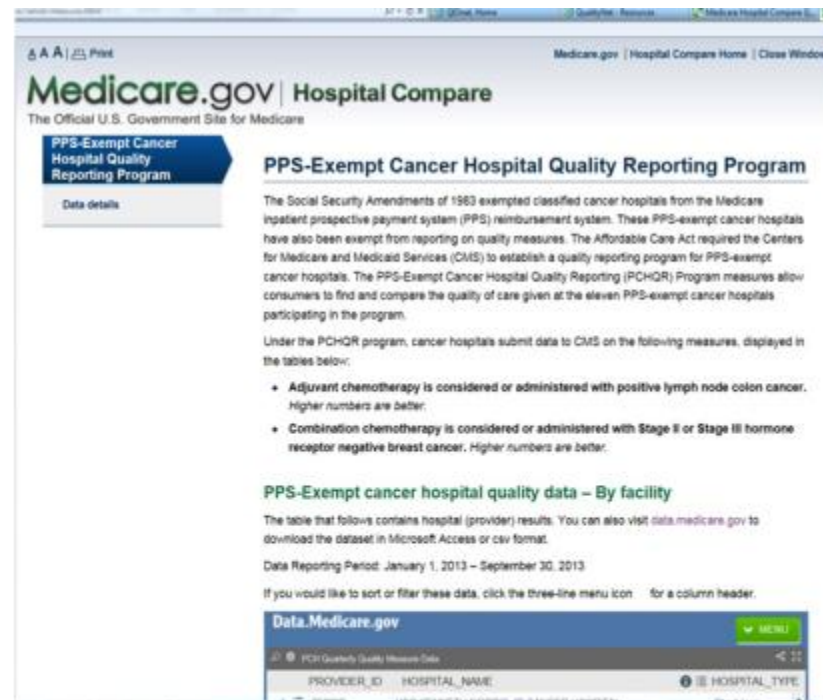 QCnet Home
QualityNet - Resources
Medicare Hospital Compare
A A A | Print
Medicare.gov | Hospital Compare Home | Close Window
Medicare.gov | Hospital Compare
The Official U.S. Government Site for Medicare
PPS-Exempt Cancer
Hospital Quality
Reporting Program
Data details
PPS-Exempt Cancer Hospital Quality Reporting Program
The Social Security Amendments of 1983 exempted classified cancer hospitals from the Medicare
inpatient prospective payment system (PPS) reimbursement system. These PPS-exempt cancer hospitals
have also been exempt from reporting on quality measures. The Affordable Care Act required the Centers
for Medicare and Medicaid Services (CMS) to establish a quality reporting program for PPS-exempt
cancer hospitals. The PPS-Exempt Cancer Hospital Quality Reporting (PCHQR) Program measures allow
consumers to find and compare the quality of care given at the eleven PPS-exempt cancer hospitals
participating in the program.
Under the PCHQR program, cancer hospitals submit data to CMS on the following measures, displayed in
the tables below:
• Adjuvant chemotherapy is considered or administered with positive lymph node colon cancer.
Higher numbers are better.
• Combination chemotherapy is considered or administered with Stage II or Stage III hormone
receptor negative breast cancer. Higher numbers are better.
PPS-Exempt cancer hospital quality data – By facility
The table that follows contains hospital (provider) results. You can also visit data.medicare.gov to
download the dataset in Microsoft Access or csv format.
Data Reporting Period: January 1, 2013 – September 30, 2013
If you would like to sort or filter these data, click the three-line menu icon for a column header.
Data.Medicare.gov
MENU
PCH Quarterly Quality Measure Data
PROVIDER_ID HOSPITAL_NAME HOSPITAL_TYPE